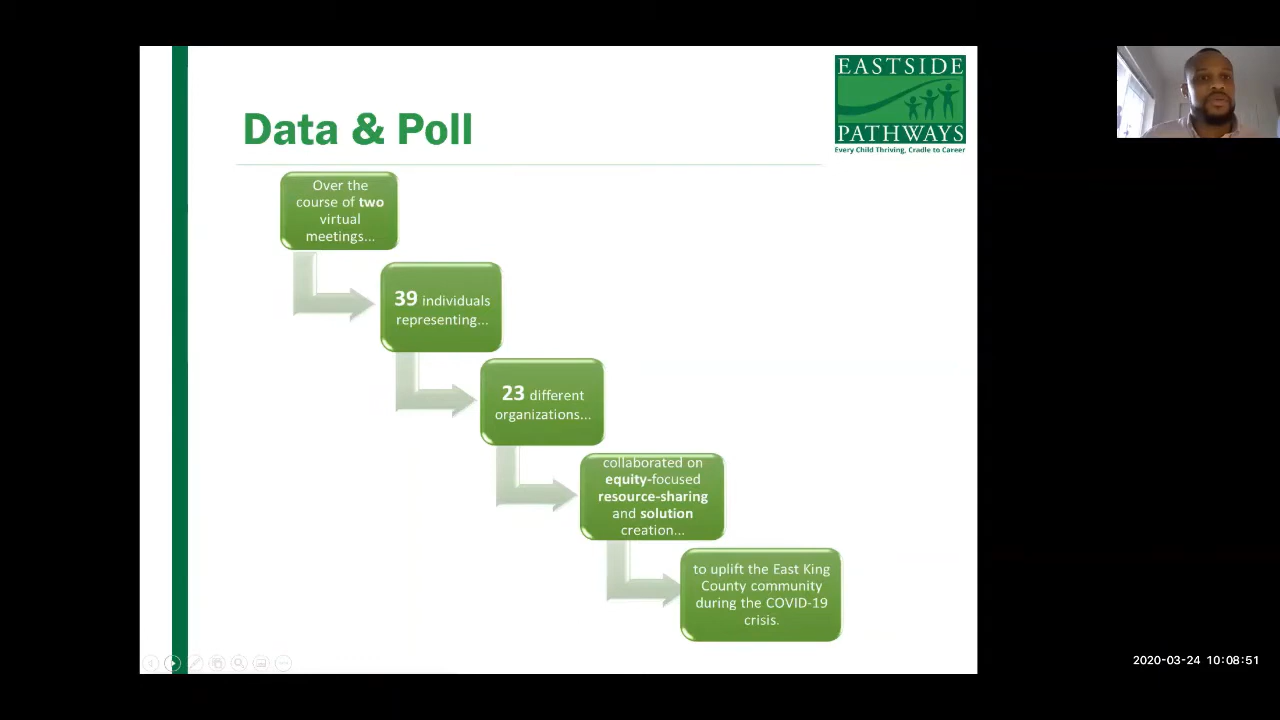 EASTSIDE
PATHWAYS
Every Child Thriving, Cradle to Career
Data & Poll
Over the
course of two
virtual
meetings...
39 individuals
representing...
23 different
organizations...
collaborated on
equity-focused
resource-sharing
and solution
creation...
to uplift the East King
County community
during the COVID-19
crisis.
2020-03-24 10:08:51